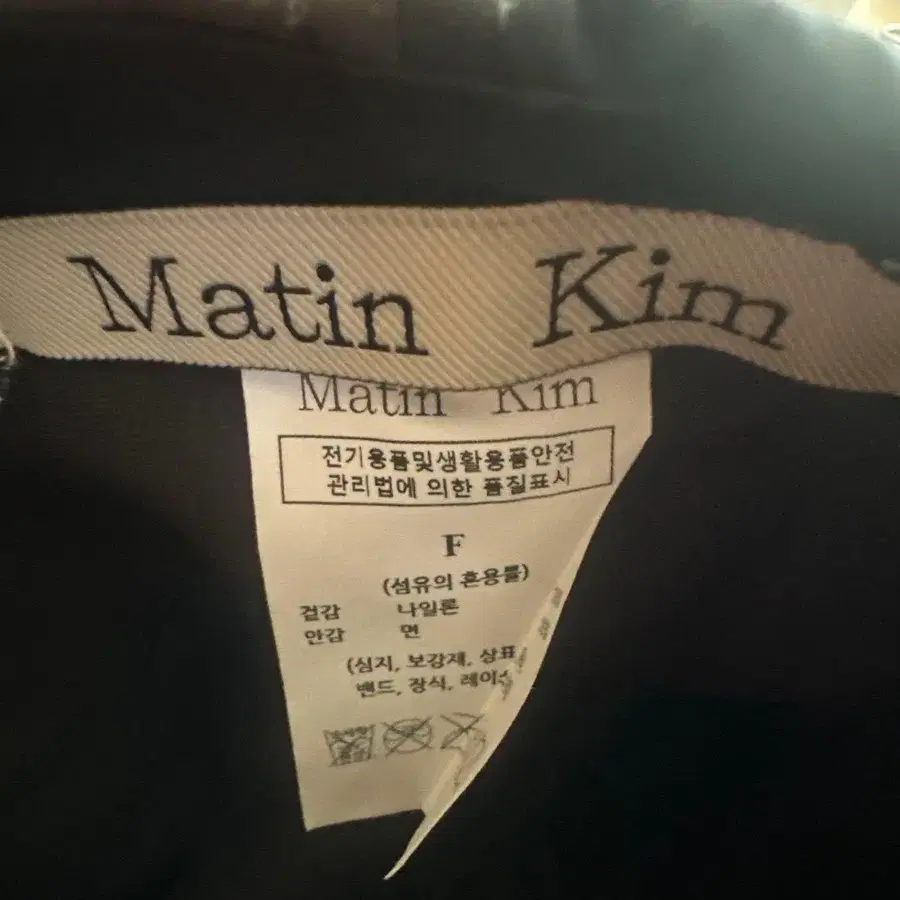 Matin Kim
Matin Kim
전기용품및생활용품안전
관리법에 의한 품질표시
F
(섬유의 혼용률)
겉감 나일론
안감 면
(심지, 보강재, 상표
밴드, 장식, 레이스